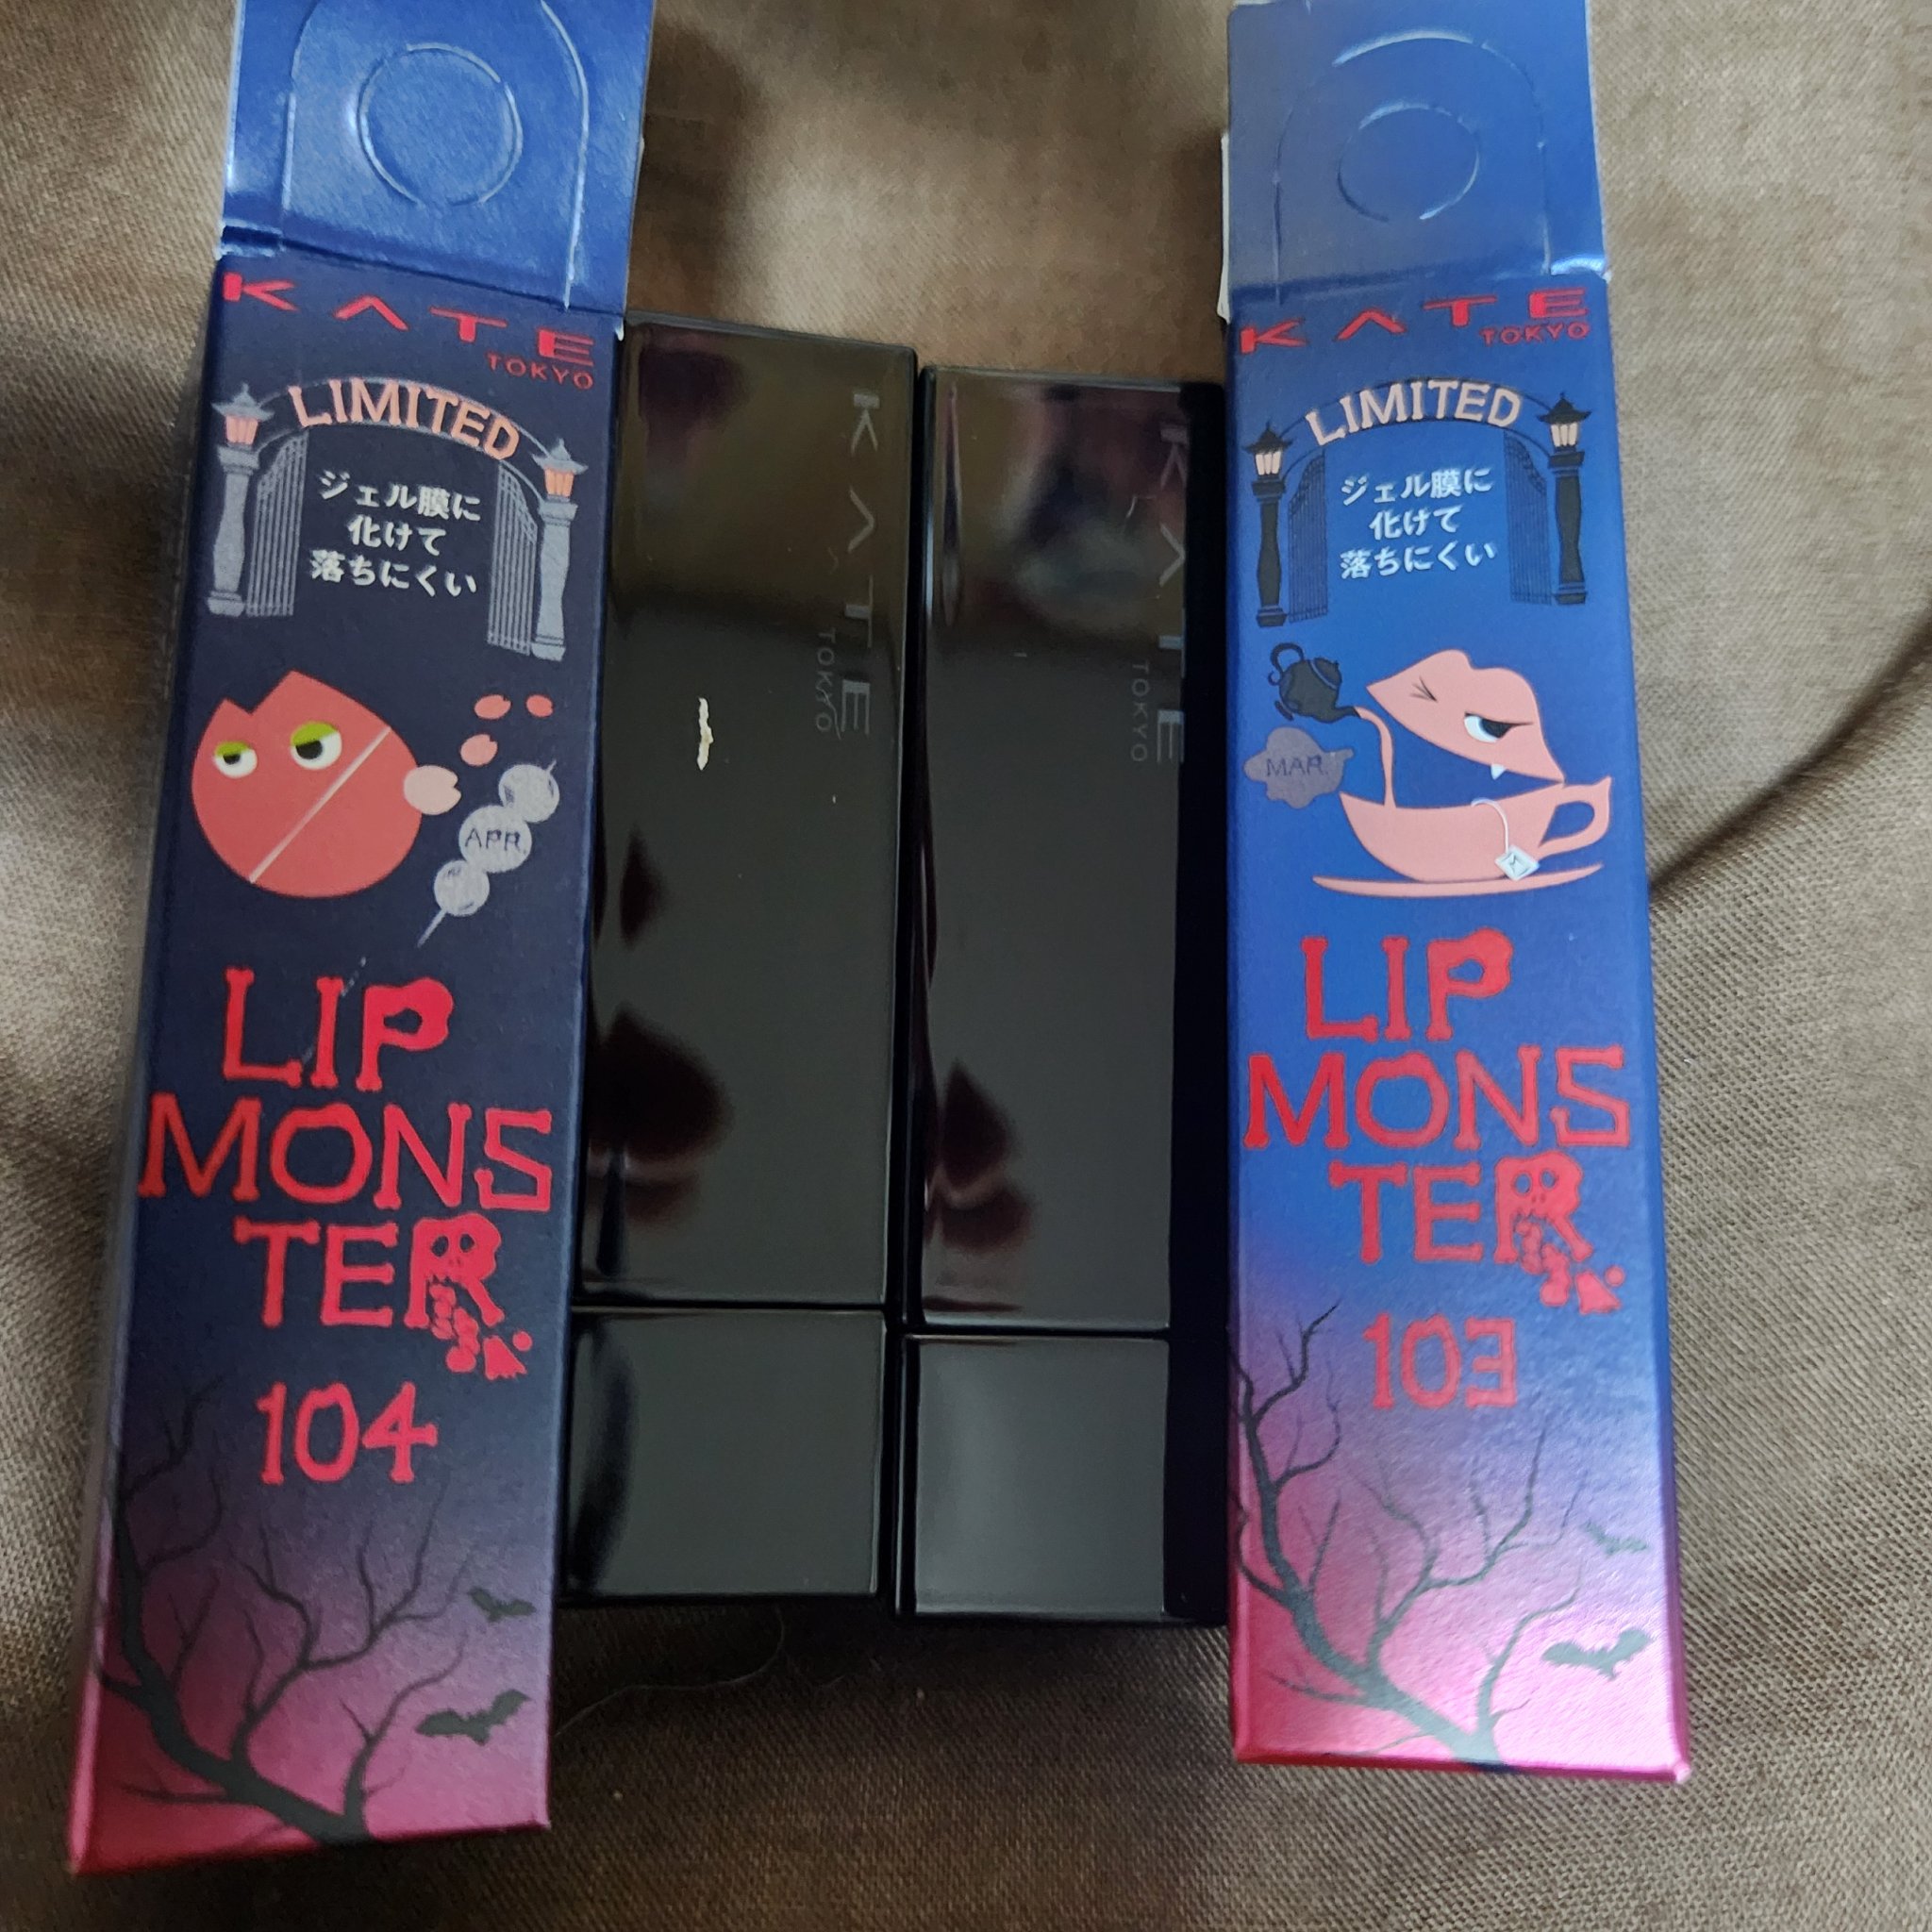 KATE
TOKYO
LIMITED
ジェル膜に
化けて
落ちにくい
APR.
LIP
MONS
TER
104
KATE
TOKYO
KATE
TOKYO
KATE
TOKYO
LIMITED
ジェル膜に
化けて
落ちにくい
MAR.
M
LIP
MONS
TER
103